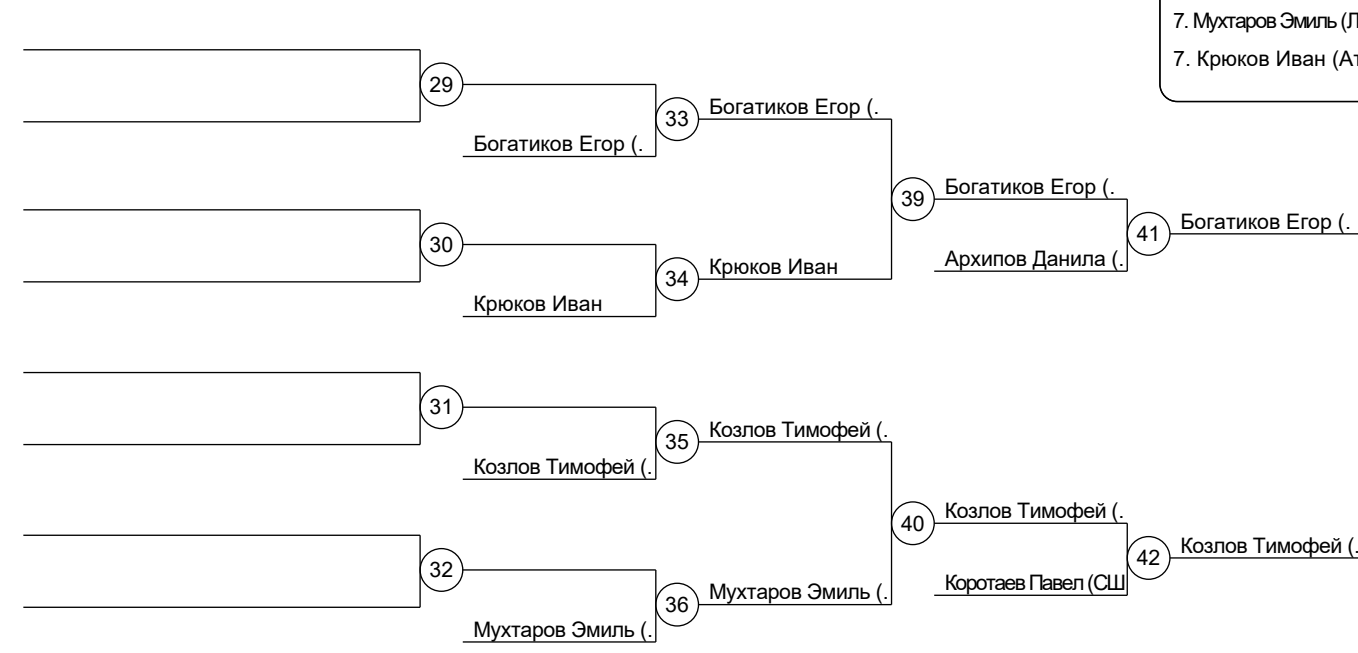 7. Мухтаров Эмиль (Л
7. Крюков Иван (Ат
29
Богатиков Егор (.
33
Богатиков Егор (.
30
Крюков Иван
34
Крюков Иван
39
Богатиков Егор (.
Архипов Данила (.
41
Богатиков Егор (.
31
Козлов Тимофей (.
35
Козлов Тимофей (.
32
Мухтаров Эмиль (.
36
Мухтаров Эмиль (.
40
Козлов Тимофей (.
Коротаев Павел (СШ
42
Козлов Тимофей (.